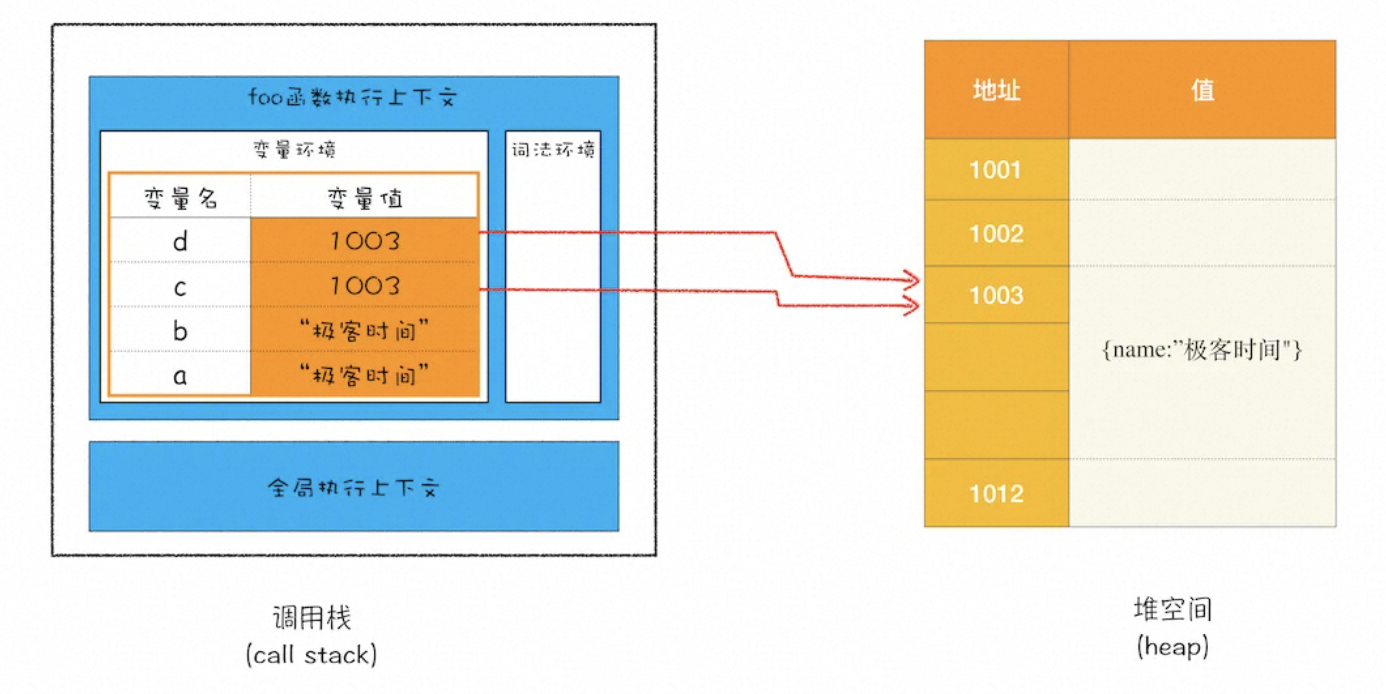 foo函数执行上下文
变量环境
词法环境
变量名 变量值
d 1003
c 1003
b “极客时间”
a “极客时间”
全局执行上下文
调用栈
(call stack)
地址 值
1001
1002
1003
{name:”极客时间"}
1012
堆空间
(heap)